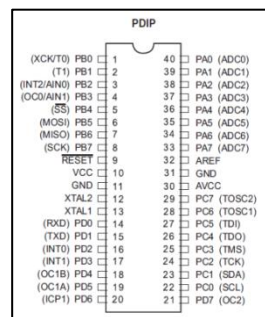 PDIP
(XCK/T0) PB0 1 40 PA0 (ADC0)
(T1) PB1 2 39 PA1 (ADC1)
(INT2/AIN0) PB2 3 38 PA2 (ADC2)
(OC0/AIN1) PB3 4 37 PA3 (ADC3)
(SS) PB4 5 36 PA4 (ADC4)
(MOSI) PB5 6 35 PA5 (ADC5)
(MISO) PB6 7 34 PA6 (ADC6)
(SCK) PB7 8 33 PA7 (ADC7)
RESET 9 32 AREF
VCC 10 31 GND
GND 11 30 AVCC
XTAL2 12 29 PC7 (TOSC2)
XTAL1 13 28 PC6 (TOSC1)
(RXD) PD0 14 27 PC5 (TDI)
(TXD) PD1 15 26 PC4 (TDO)
(INT0) PD2 16 25 PC3 (TMS)
(INT1) PD3 17 24 PC2 (TCK)
(OC1B) PD4 18 23 PC1 (SDA)
(OC1A) PD5 19 22 PC0 (SCL)
(ICP1) PD6 20 21 PD7 (OC2)